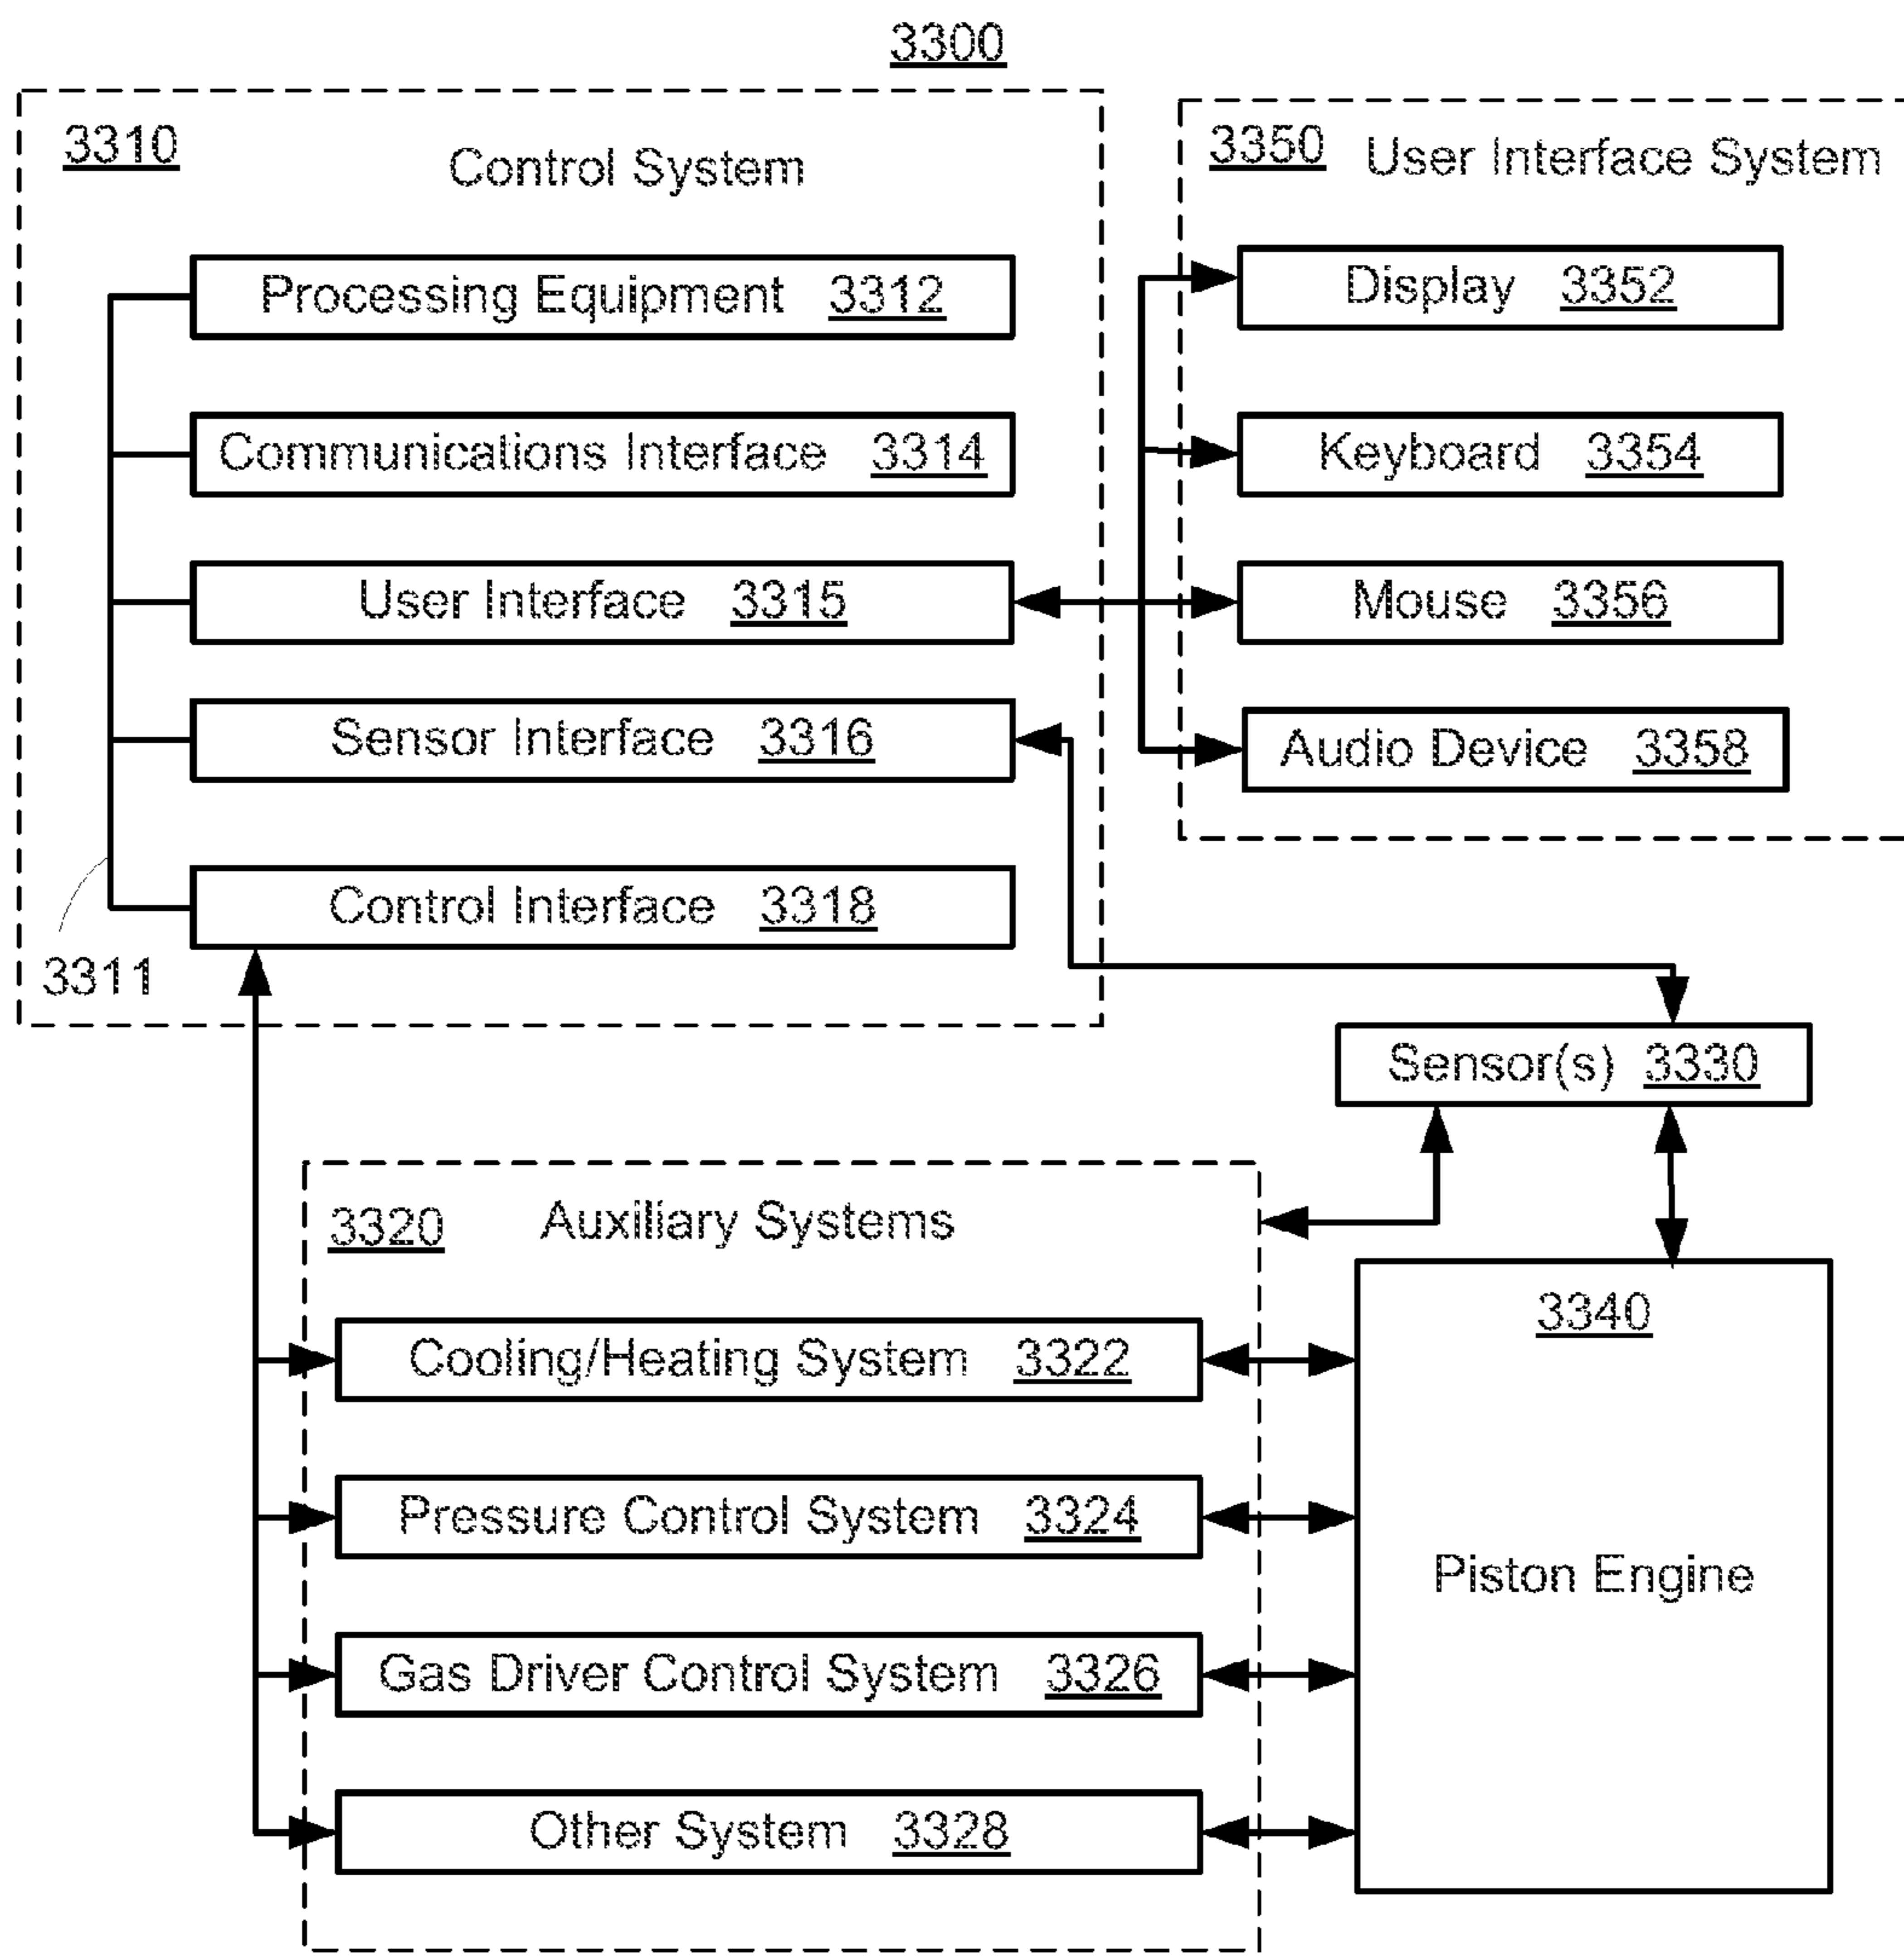 3300
3310
Control System
Processing Equipment 3312
Communications Interface 3314
User Interface 3315
Sensor Interface 3316
Control Interface 3318
3311
3350 User Interface System
Display 3352
Keyboard 3354
Mouse 3356
Audio Device 3358
Sensor(s) 3330
3320 Auxiliary Systems
Cooling/Heating System 3322
Pressure Control System 3324
Gas Driver Control System 3326
Other System 3328
3340
Piston Engine